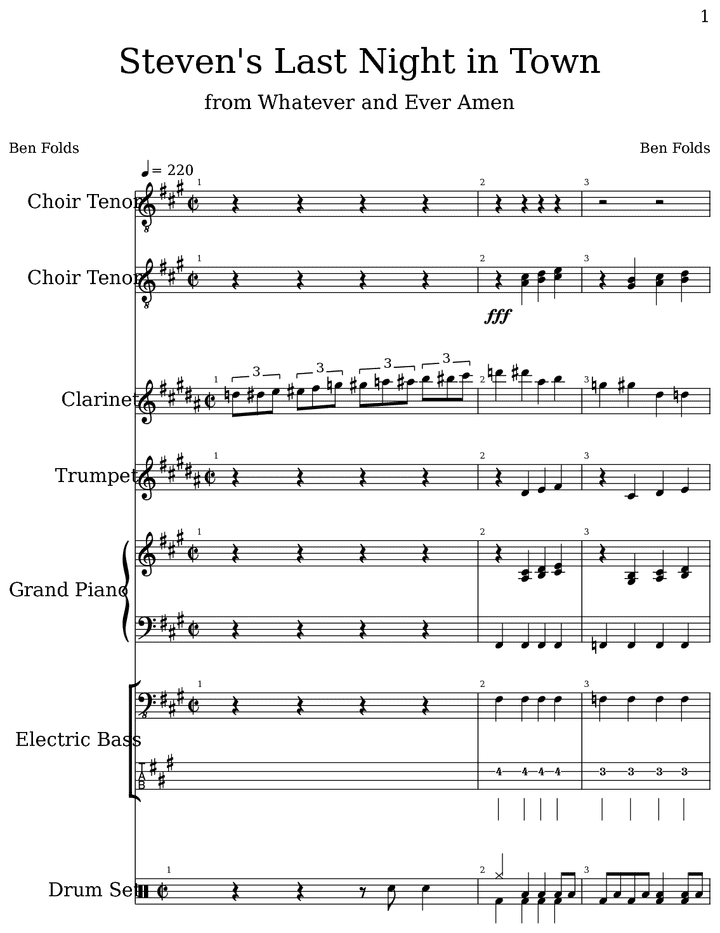 1
Steven's Last Night in Town
from Whatever and Ever Amen
Ben Folds Ben Folds
= 220
1 2 3
Choir Tenor
1 2 3
Choir Tenor
fff
3 3 3 3
1 2 3
Clarinet
1 2 3
Trumpet
1 2 3
Grand Piano
1 2 3
Electric Bass
4 4 4 4 3 3 3 3
1 2 3
Drum Set